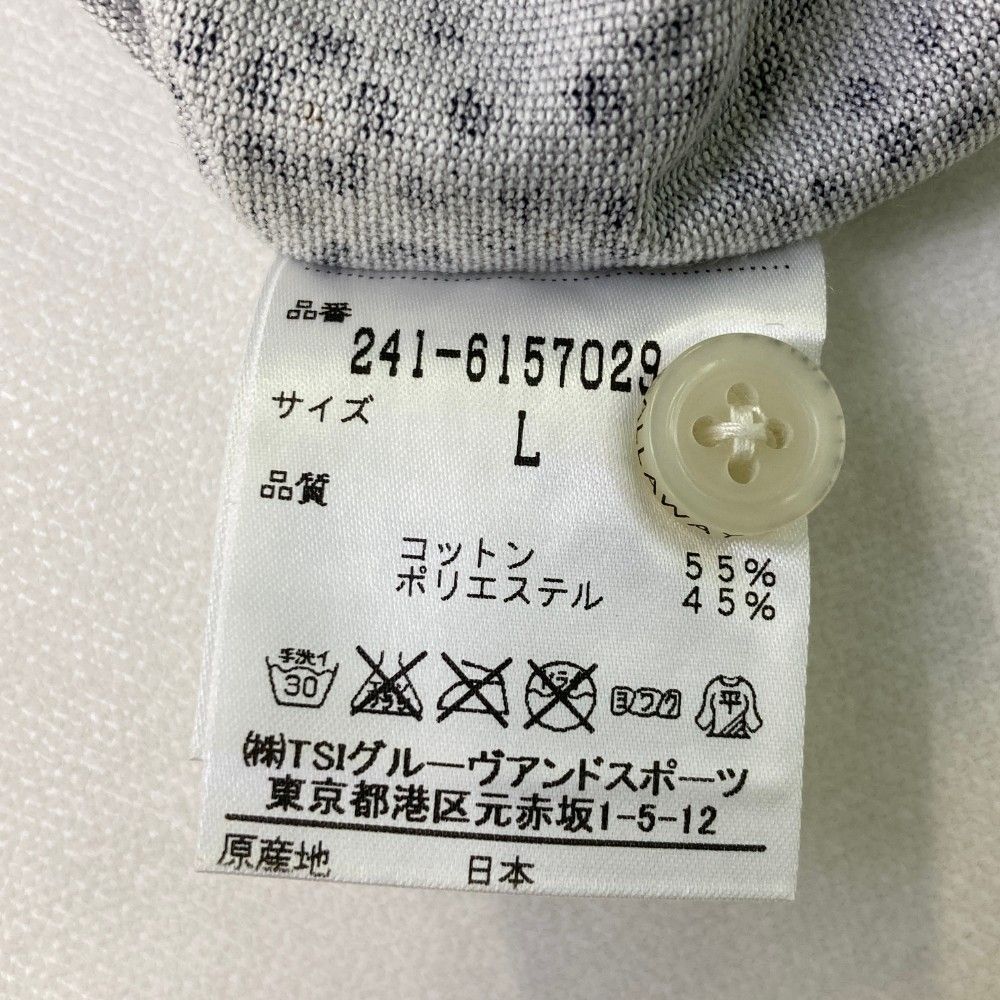 品番
241-6157029
サイズ
L
品質
コットン 55%
ポリエステル 45%
手洗イ
30
ヨワク
平
㈱TSIグルーヴアンドスポーツ
東京都港区元赤坂1-5-12
原産地 日本